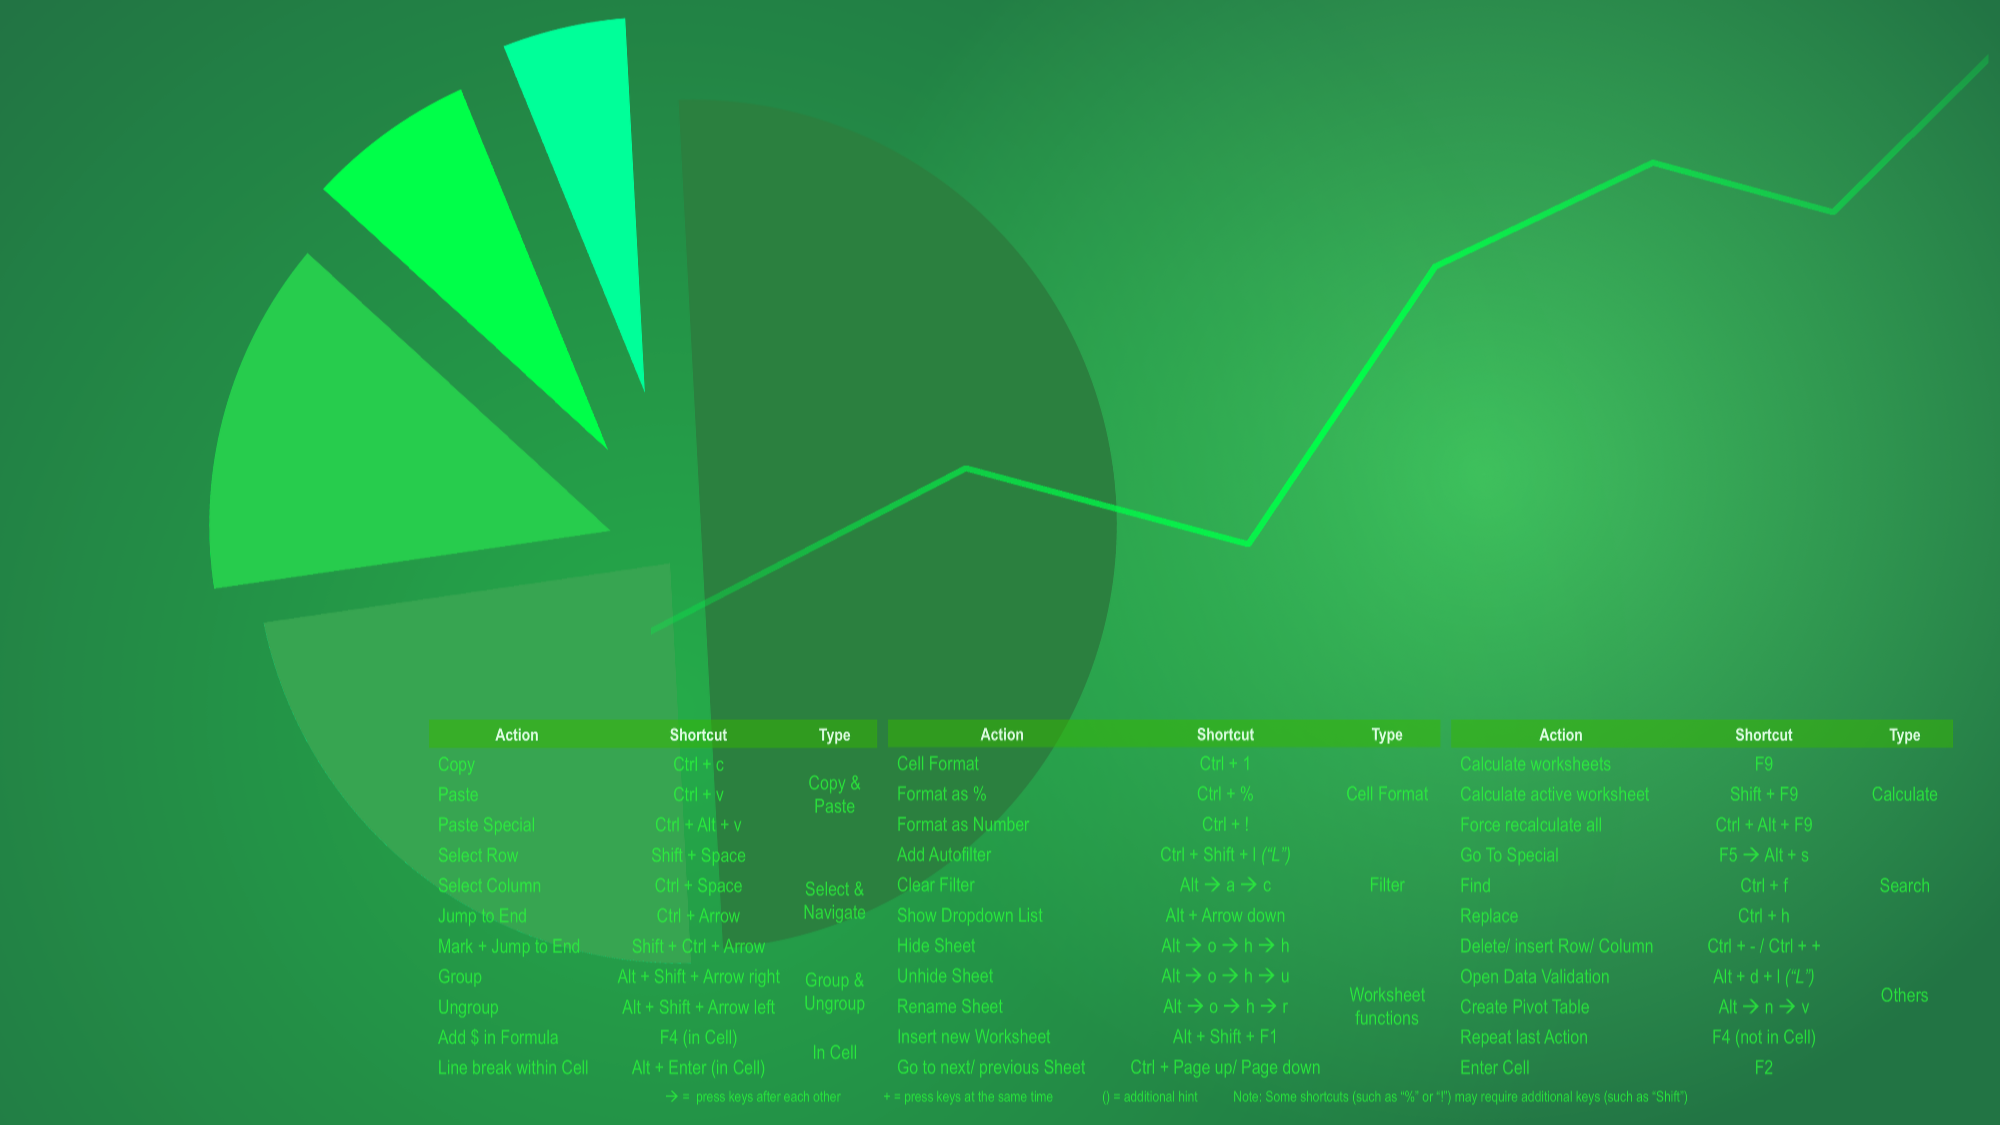 Action Shortcut Type
Copy Ctrl + c
Paste Ctrl + v
Copy &
Paste
Paste Special Ctrl + Alt + v
Select Row Shift + Space
Select Column Ctrl + Space
Jump to End Ctrl + Arrow
Select &
Navigate
Mark + Jump to End Shift + Ctrl + Arrow
Group Alt + Shift + Arrow right
Ungroup Alt + Shift + Arrow left
Group &
Ungroup
Add $ in Formula F4 (in Cell)
Line break within Cell Alt + Enter (in Cell)
In Cell
Action Shortcut Type
Cell Format Ctrl + 1
Format as % Ctrl + % Cell Format
Format as Number Ctrl + !
Add Autofilter Ctrl + Shift + l (“L”)
Clear Filter Alt → a → c Filter
Show Dropdown List Alt + Arrow down
Hide Sheet Alt → o → h → h
Unhide Sheet Alt → o → h → u
Rename Sheet Alt → o → h → r
Worksheet
functions
Insert new Worksheet Alt + Shift + F1
Go to next/ previous Sheet Ctrl + Page up/ Page down
Action Shortcut Type
Calculate worksheets F9
Calculate active worksheet Shift + F9 Calculate
Force recalculate all Ctrl + Alt + F9
Go To Special F5 → Alt + s
Find Ctrl + f Search
Replace Ctrl + h
Delete/ insert Row/ Column Ctrl + - / Ctrl + +
Open Data Validation Alt + d + l (“L”)
Create Pivot Table Alt → n → v Others
Repeat last Action F4 (not in Cell)
Enter Cell F2
→ = press keys after each other + = press keys at the same time () = additional hint Note: Some shortcuts (such as “%” or “!”) may require additional keys (such as “Shift”)